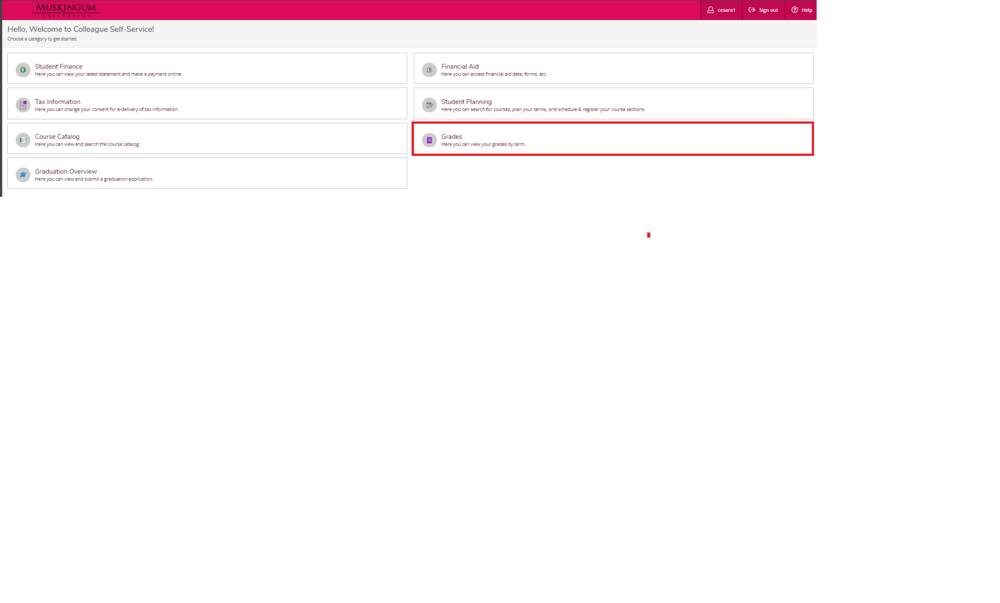 MUSKINGUM
UNIVERSITY
cesara1
Sign out
Help
Hello, Welcome to Colleague Self-Service!
Choose a category to get started.
Student Finance
Here you can view your latest statement and make a payment online.
Financial Aid
Here you can access financial aid data, forms, etc.
Tax Information
Here you can change your consent for e-delivery of tax information.
Student Planning
Here you can search for courses, plan your terms, and schedule & register your course sections.
Course Catalog
Here you can view and search the course catalog.
Grades
Here you can view your grades by term.
Graduation Overview
Here you can view and submit a graduation application.